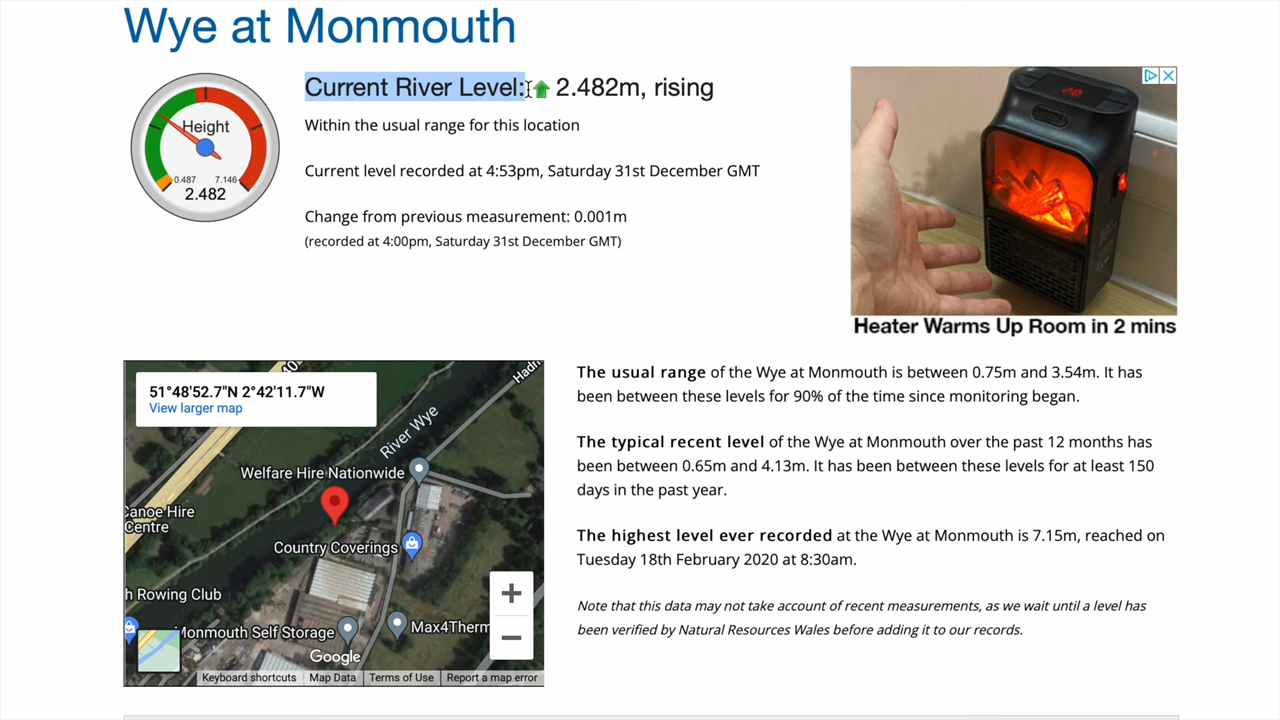 Wye at Monmouth
Current River Level: 2.482m, rising
Within the usual range for this location
Current level recorded at 4:53pm, Saturday 31st December GMT
Change from previous measurement: 0.001m
(recorded at 4:00pm, Saturday 31st December GMT)
Height
0.487 7.146
2.482
Heater Warms Up Room in 2 mins
51°48'52.7"N 2°42'11.7"W
View larger map
40
Hadn
River Wye
Welfare Hire Nationwide
Canoe Hire
Centre
Country Coverings
h Rowing Club
Monmouth Self Storage
Max4Therm
Google
Keyboard shortcuts Map Data Terms of Use Report a map error
The usual range of the Wye at Monmouth is between 0.75m and 3.54m. It has
been between these levels for 90% of the time since monitoring began.
The typical recent level of the Wye at Monmouth over the past 12 months has
been between 0.65m and 4.13m. It has been between these levels for at least 150
days in the past year.
The highest level ever recorded at the Wye at Monmouth is 7.15m, reached on
Tuesday 18th February 2020 at 8:30am.
Note that this data may not take account of recent measurements, as we wait until a level has
been verified by Natural Resources Wales before adding it to our records.